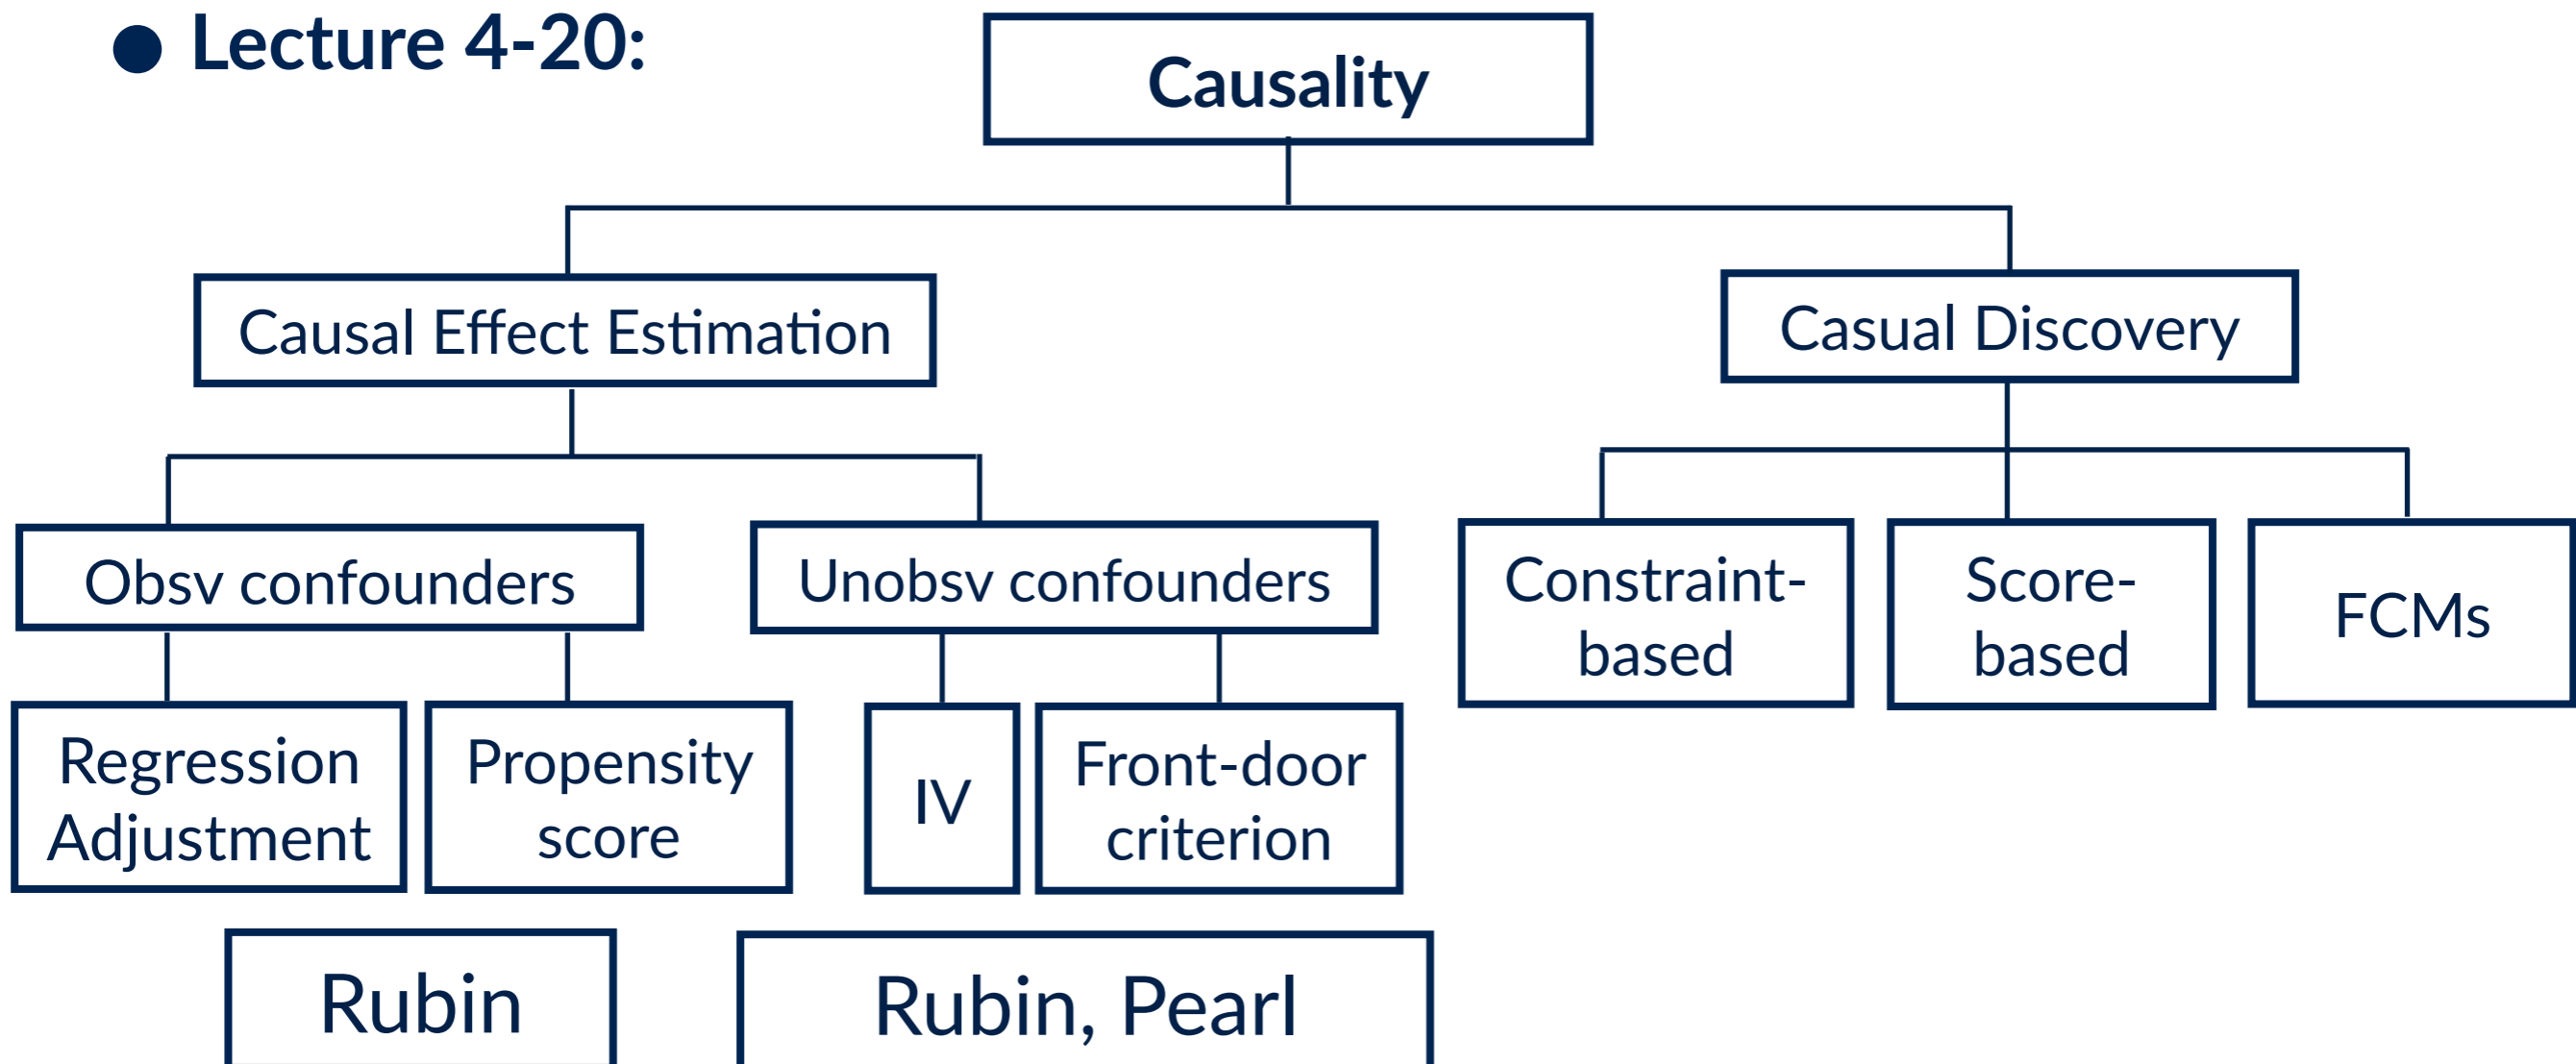 ● Lecture 4-20:
Causality
Causal Effect Estimation
Casual Discovery
Obsv confounders
Unobsv confounders
Constraint-
based
Score-
based
FCMs
Regression
Adjustment
Propensity
score
IV
Front-door
criterion
Rubin
Rubin, Pearl